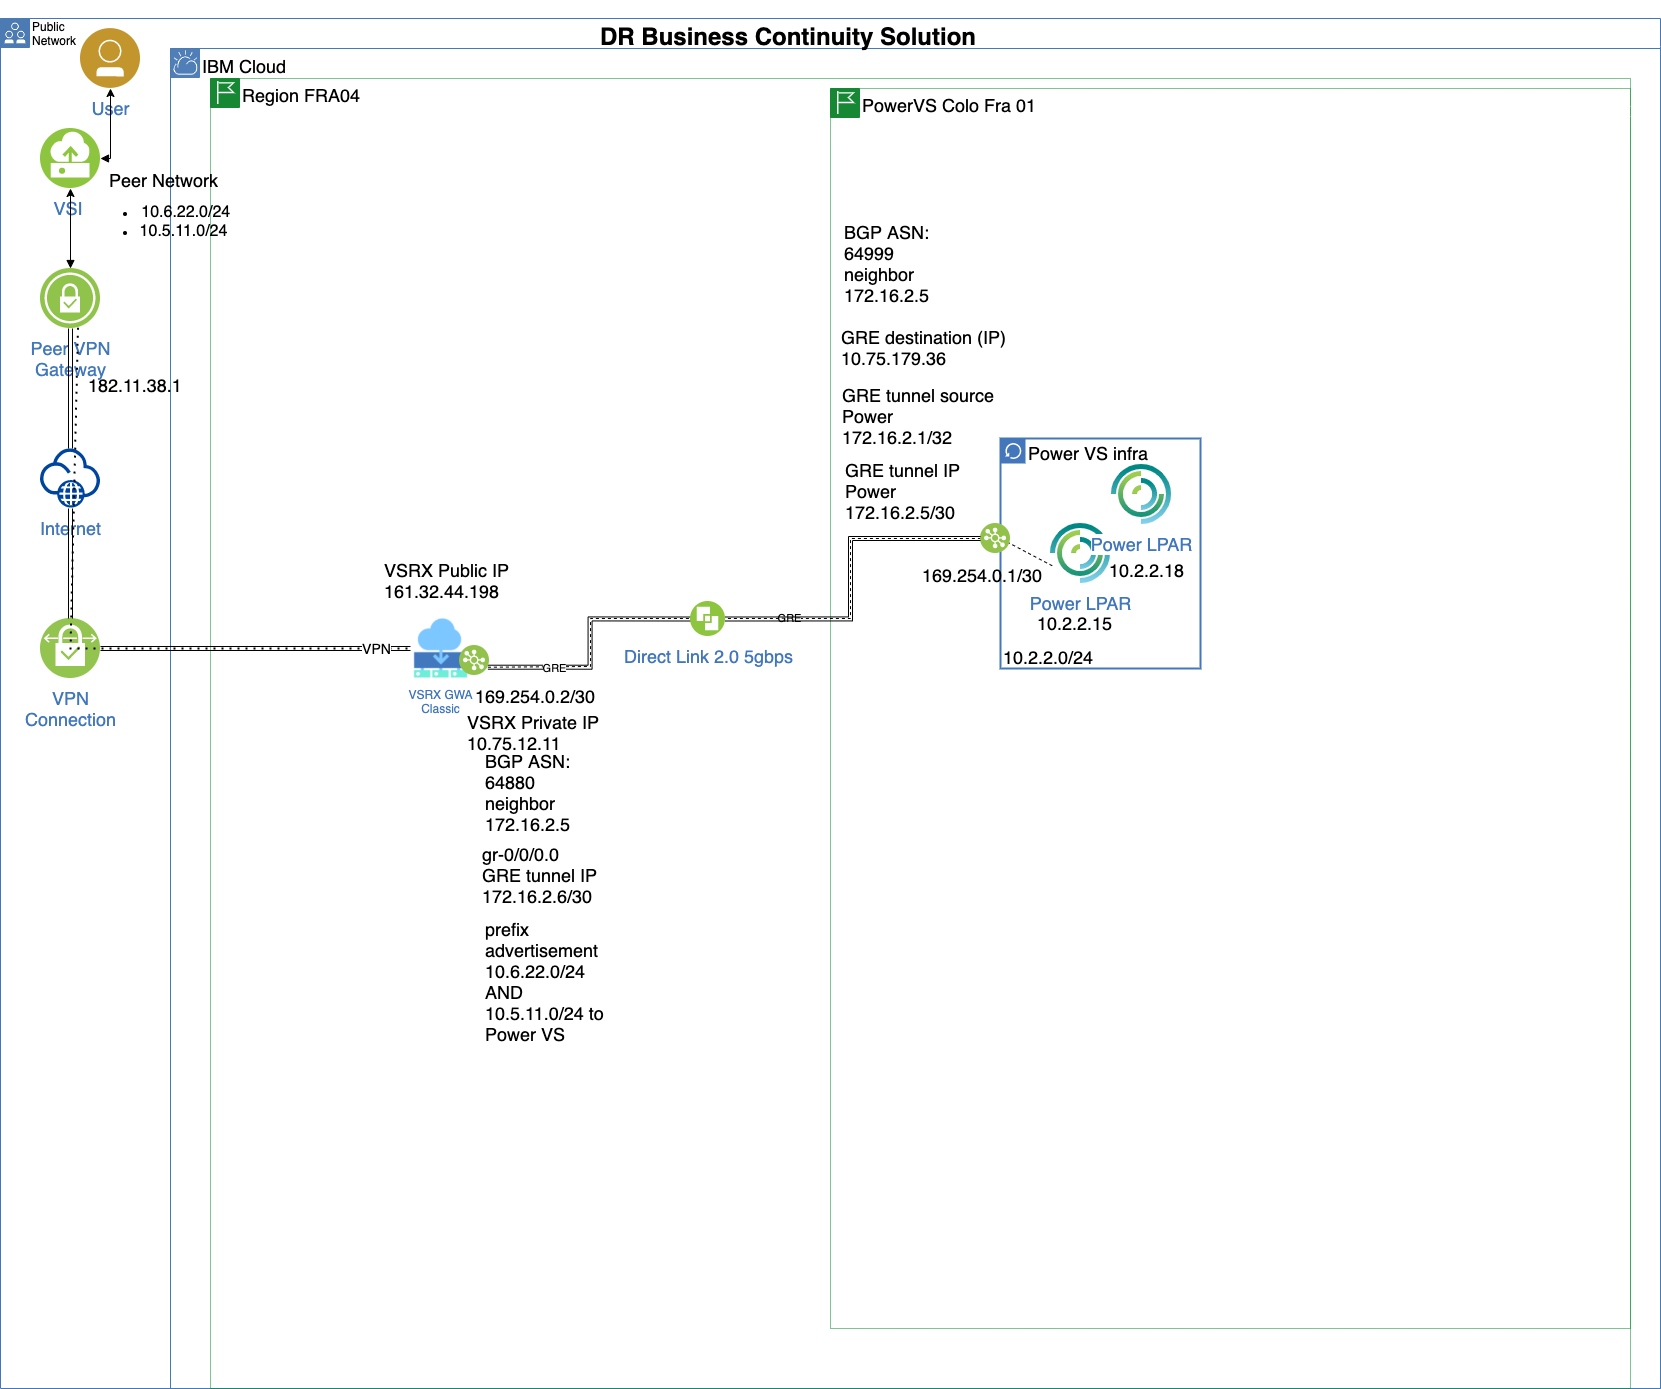 DR Business Continuity Solution
Public
Network
User
IBM Cloud
Region FRA04
PowerVS Colo Fra 01
VSI
Peer Network
• 10.6.22.0/24
• 10.5.11.0/24
Peer VPN
Gateway
182.11.38.1
Internet
VPN
Connection
VPN
VSRX Public IP
161.32.44.198
VSRX GWA
Classic
GRE
169.254.0.2/30
VSRX Private IP
10.75.12.11
BGP ASN:
64880
neighbor
172.16.2.5
gr-0/0/0.0
GRE tunnel IP
172.16.2.6/30
prefix
advertisement
10.6.22.0/24
AND
10.5.11.0/24 to
Power VS
Direct Link 2.0 5gbps
GRE
BGP ASN:
64999
neighbor
172.16.2.5
GRE destination (IP)
10.75.179.36
GRE tunnel source
Power
172.16.2.1/32
GRE tunnel IP
Power
172.16.2.5/30
169.254.0.1/30
Power VS infra
Power LPAR
10.2.2.18
Power LPAR
10.2.2.15
10.2.2.0/24